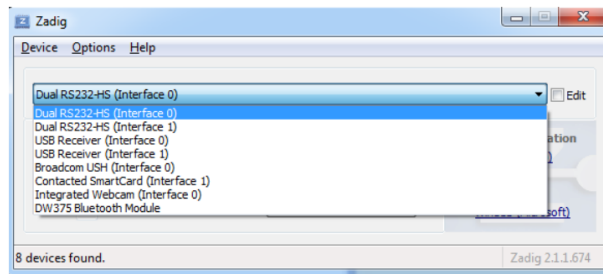 Zadig
Device Options Help
Dual RS232-HS (Interface 0)
Edit
Dual RS232-HS (Interface 0)
Dual RS232-HS (Interface 1)
USB Receiver (Interface 0)
USB Receiver (Interface 1)
Broadcom USH (Interface 0)
Contacted SmartCard (Interface 1)
Integrated Webcam (Interface 0)
DW375 Bluetooth Module
8 devices found.
Zadig 2.1.1.674